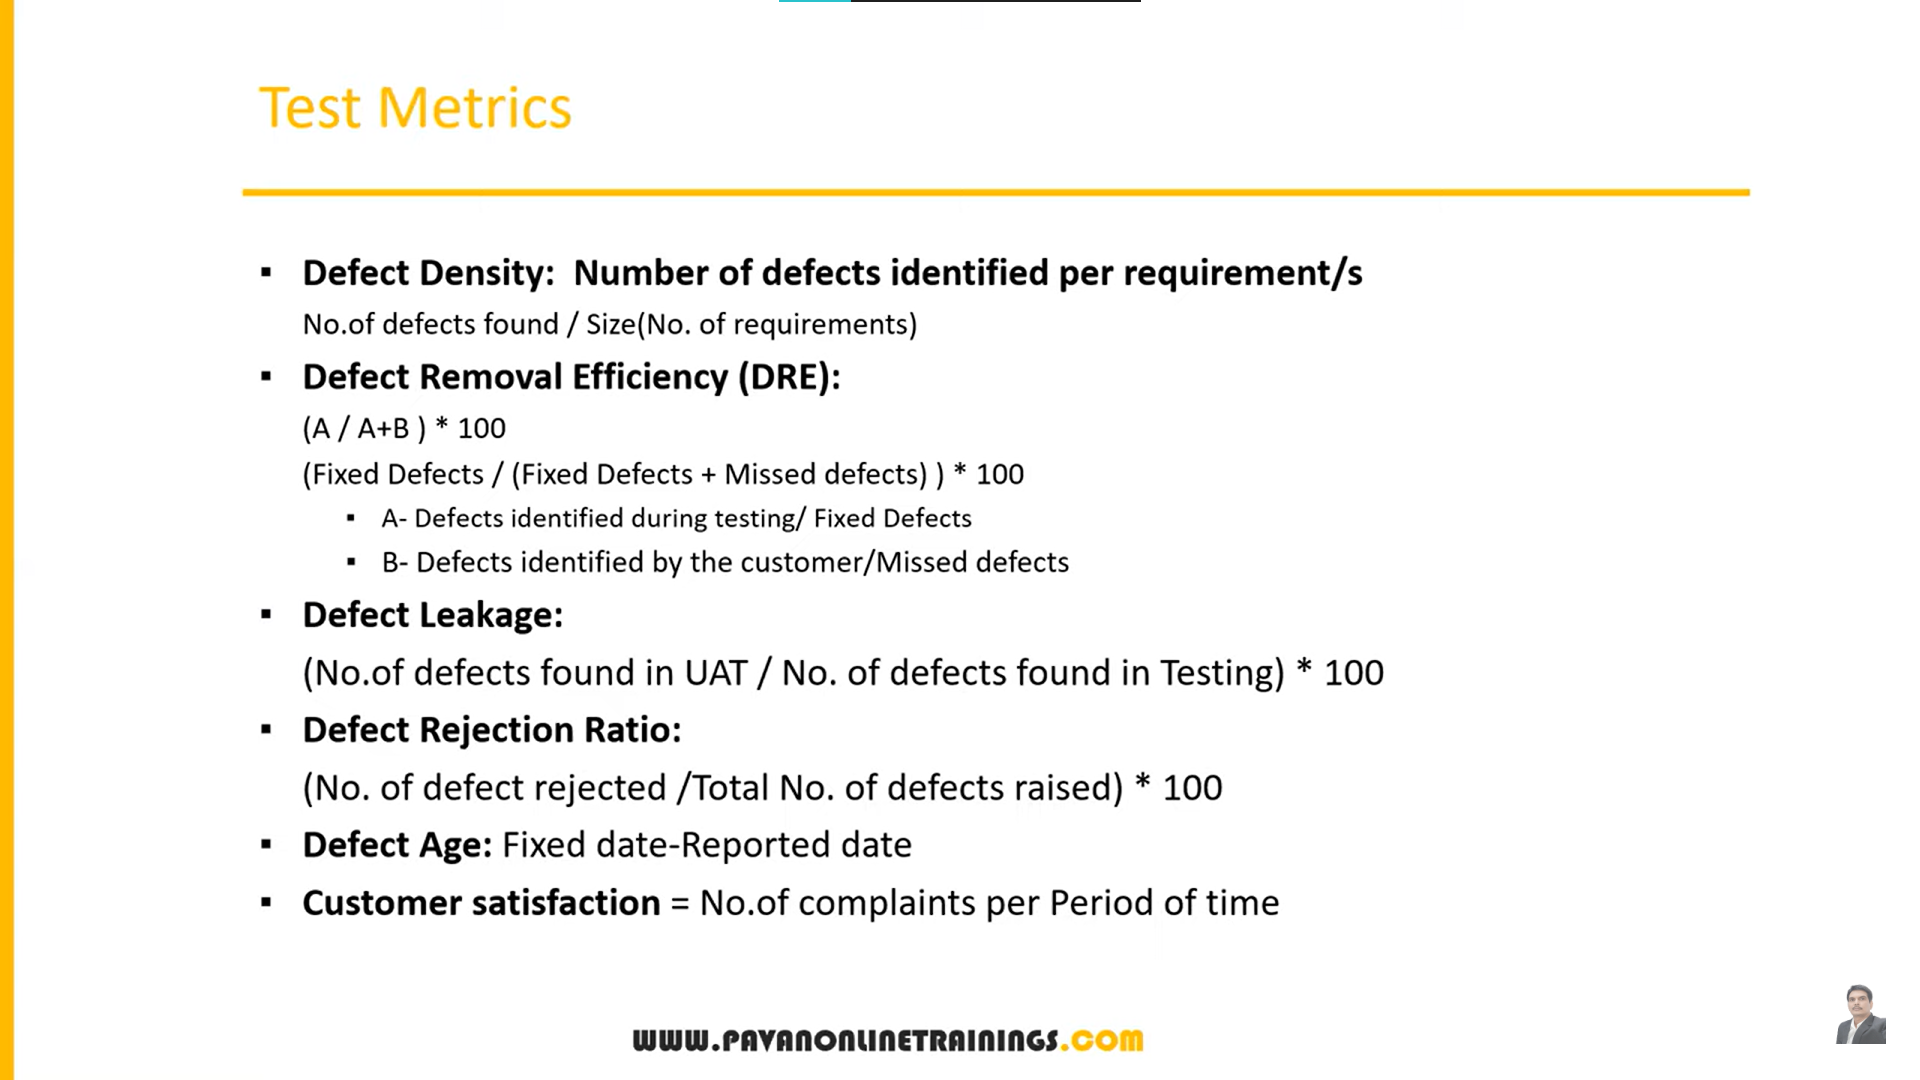 Test Metrics
▪ Defect Density:  Number of defects identified per requirement/s
No.of defects found / Size(No. of requirements)
▪ Defect Removal Efficiency (DRE):
(A / A+B ) * 100
(Fixed Defects / (Fixed Defects + Missed defects) ) * 100
▪ A- Defects identified during testing/ Fixed Defects
▪ B- Defects identified by the customer/Missed defects
▪ Defect Leakage:
(No.of defects found in UAT / No. of defects found in Testing) * 100
▪ Defect Rejection Ratio:
(No. of defect rejected /Total No. of defects raised) * 100
▪ Defect Age: Fixed date-Reported date
▪ Customer satisfaction = No.of complaints per Period of time
WWW.PAVANONLINETRAININGS.COM